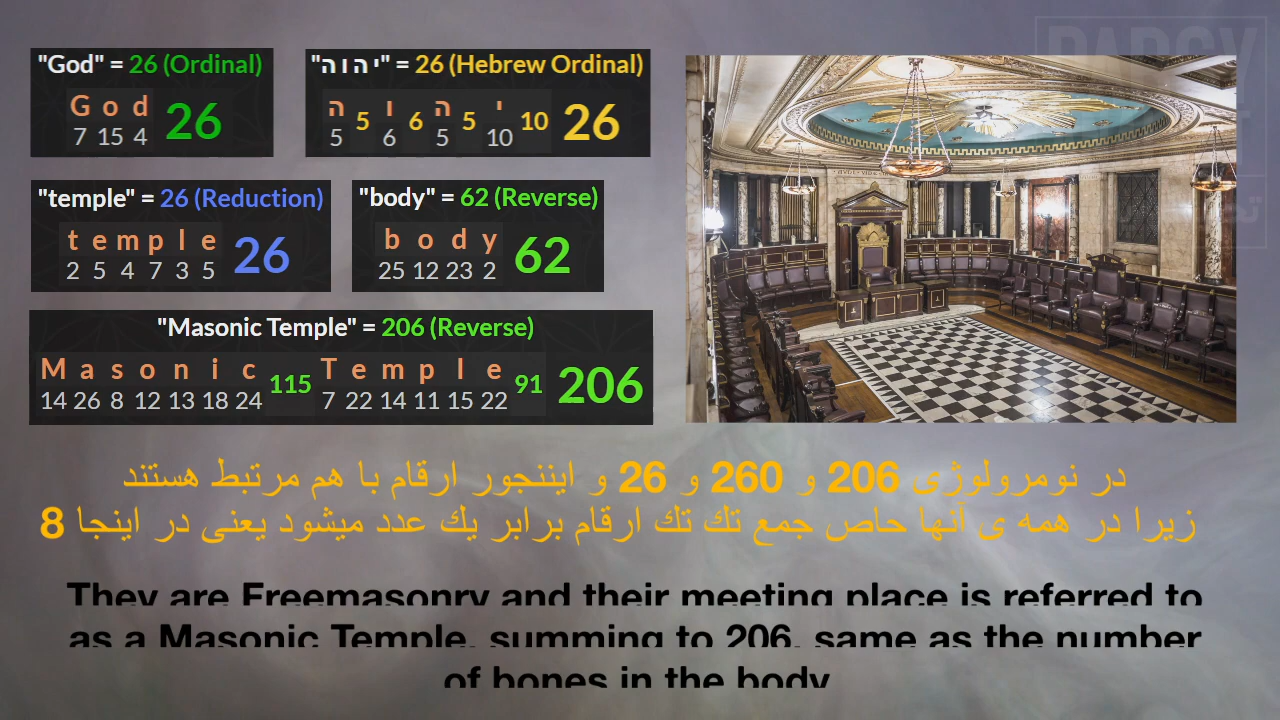 "God" = 26 (Ordinal)
G o d 26
7 15 4
"יהוה" = 26 (Hebrew Ordinal)
ה 5 ו 6 ה 5 י 10 26
5 6 5 10
"temple" = 26 (Reduction)
t e m p l e 26
2 5 4 7 3 5
"body" = 62 (Reverse)
b o d y 62
25 12 23 2
"Masonic Temple" = 206 (Reverse)
M a s o n i c 115 T e m p l e 91 206
14 26 8 12 13 18 24 7 22 14 11 15 22
در نومرولوژی 206 و 260 و 26 و ایننجور ارقام با هم مرتبط هستند
زیرا در همه ی آنها حاص جمع تك تك ارقام برابر یك عدد میشود یعنی در اینجا 8
They are Freemasonry and their meeting place is referred to
as a Masonic Temple, summing to 206, same as the number
of bones in the body